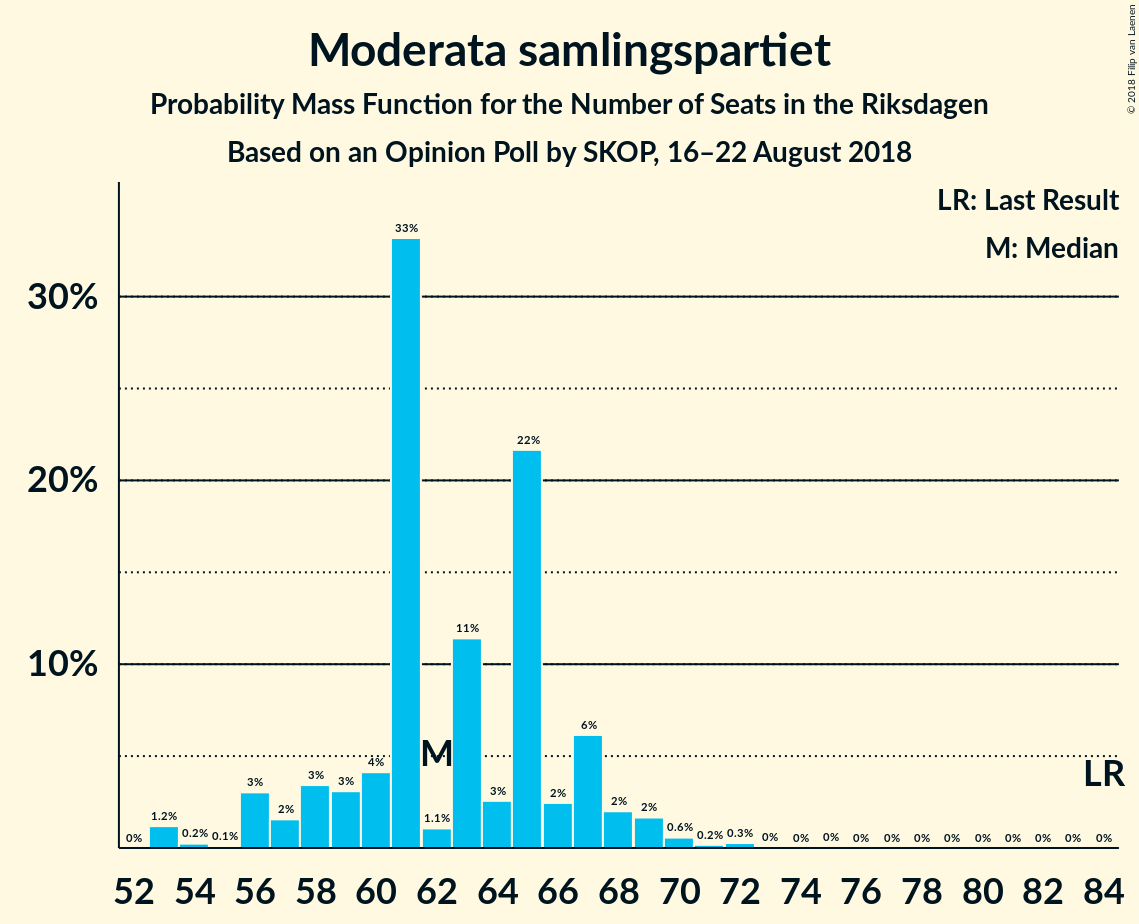 Moderata samlingspartiet
Probability Mass Function for the Number of Seats in the Riksdagen
Based on an Opinion Poll by SKOP, 16–22 August 2018
© 2018 Filip van Laenen
LR: Last Result
M: Median
30%
20%
10%
0% 1.2% 0.2% 0.1% 3% 2% 3% 3% 4% 33% 1.1% 11% 3% 22% 2% 6% 2% 2% 0.6% 0.2% 0.3% 0% 0% 0% 0% 0% 0% 0% 0% 0% 0% 0% 0%
M
LR
52 54 56 58 60 62 64 66 68 70 72 74 76 78 80 82 84